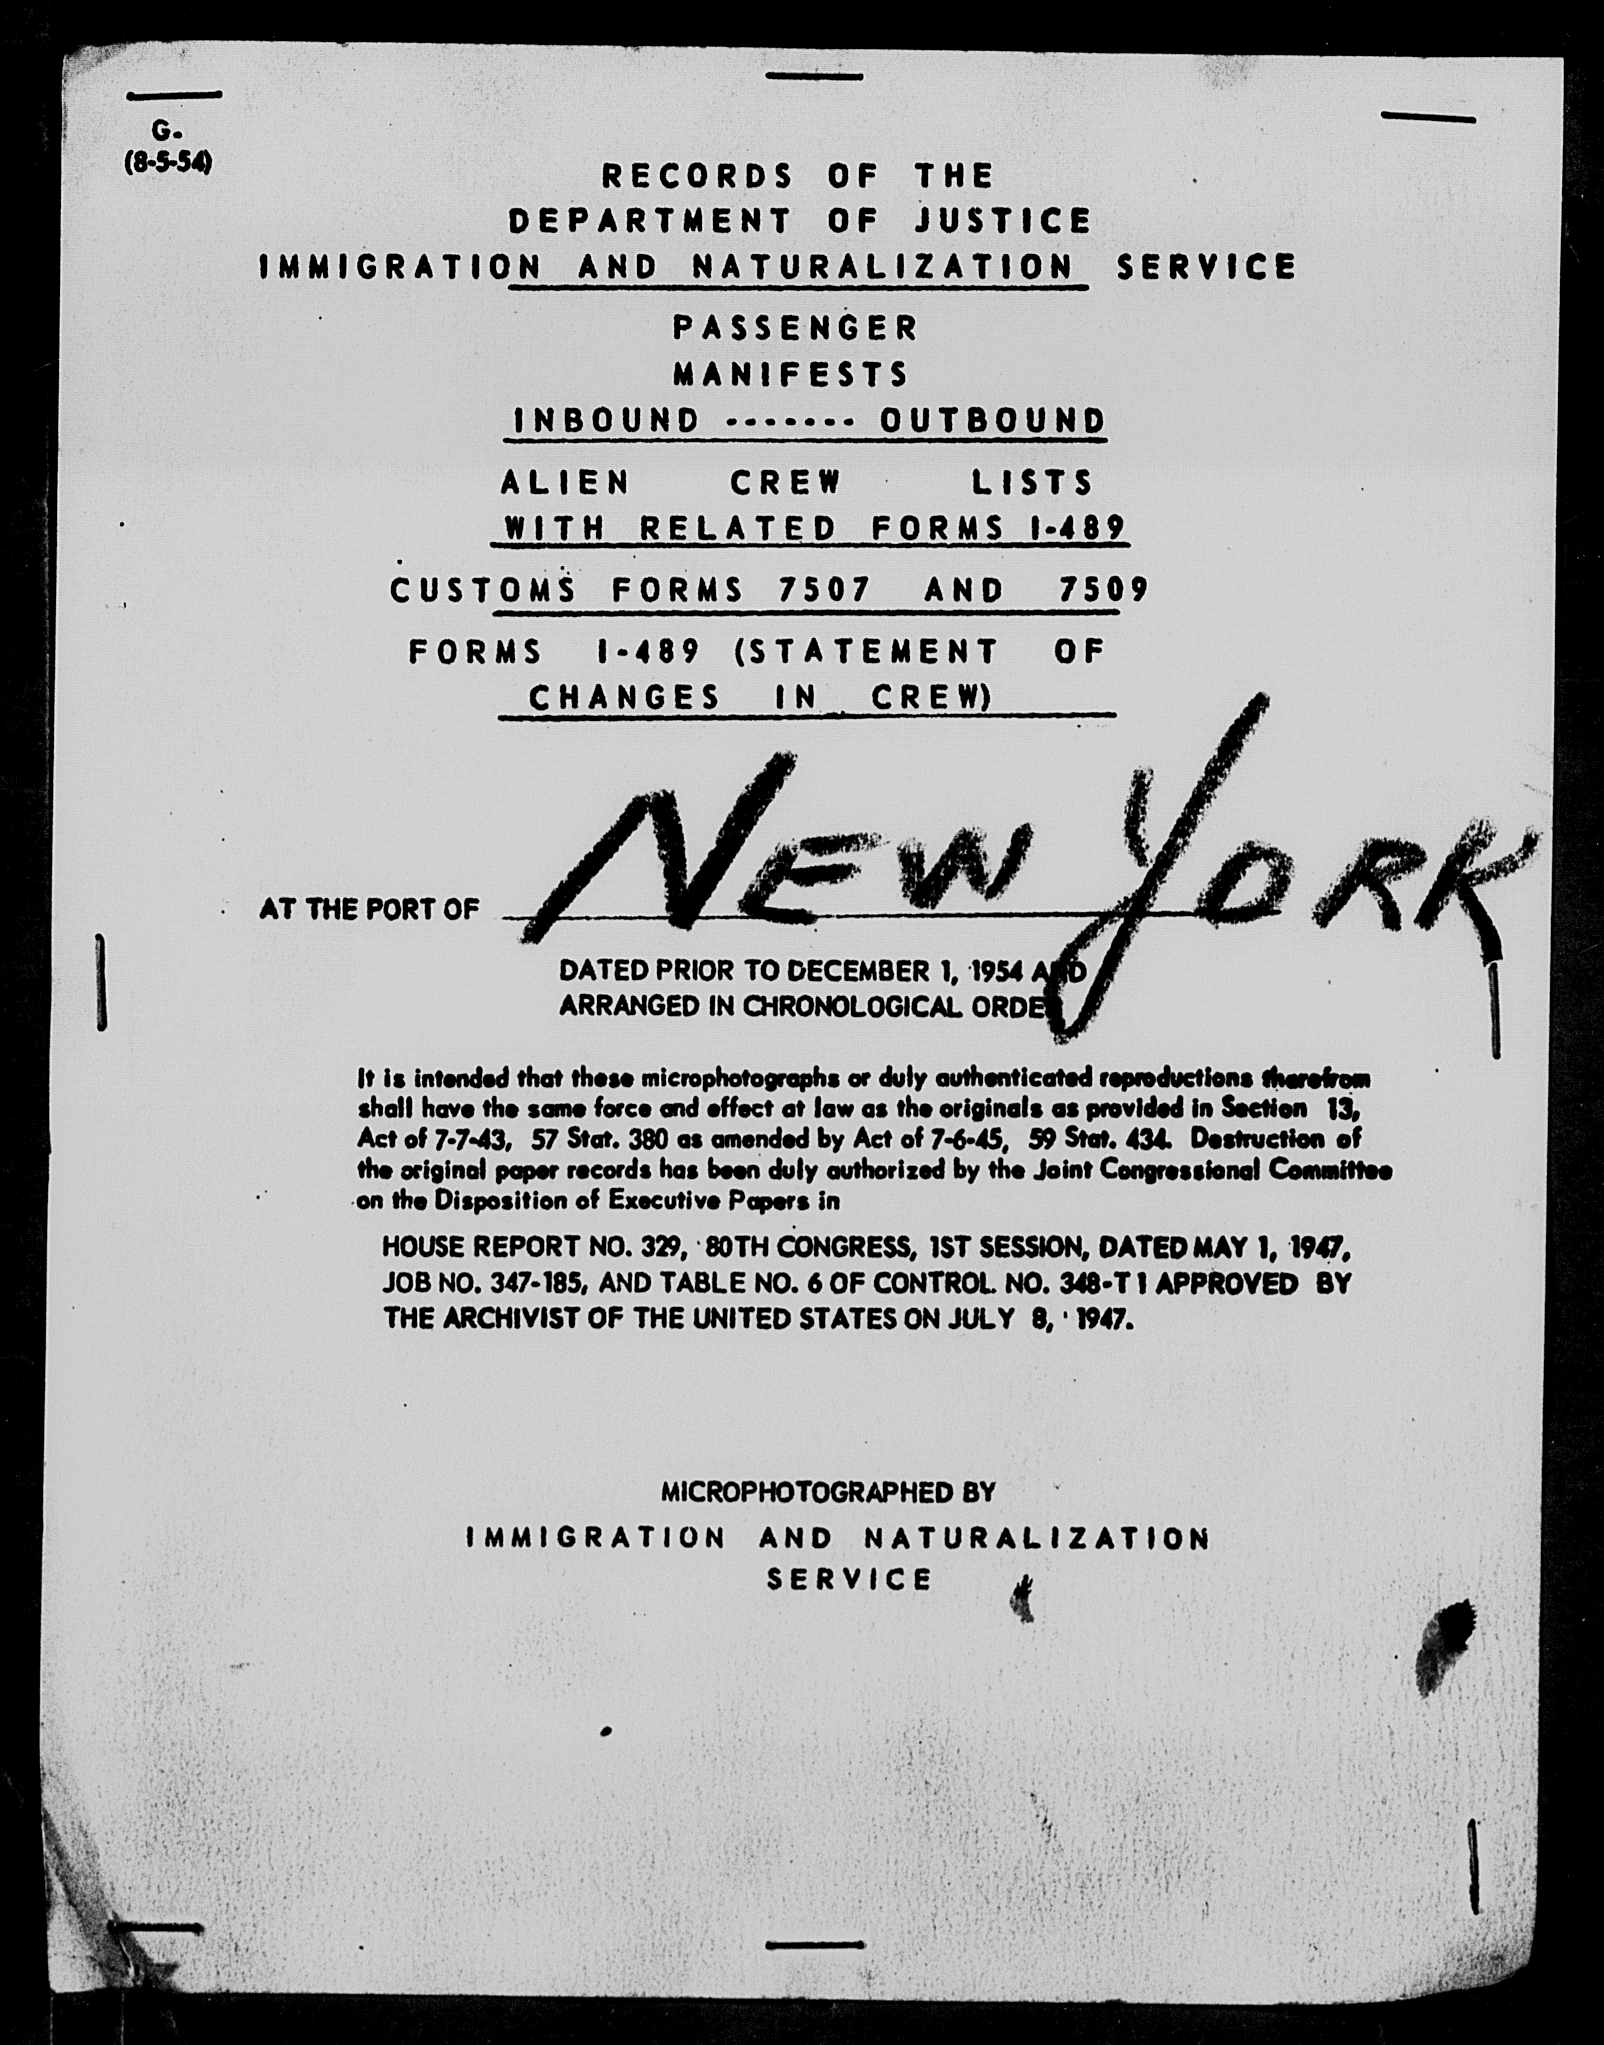 G.
(8-5-54)
RECORDS OF THE
DEPARTMENT OF JUSTICE
IMMIGRATION AND NATURALIZATION SERVICE
PASSENGER
MANIFESTS
INBOUND ------- OUTBOUND
ALIEN CREW LISTS
WITH RELATED FORMS I-489
CUSTOMS FORMS 7507 AND 7509
FORMS I-489 (STATEMENT OF
CHANGES IN CREW)
AT THE PORT OF NEW YORK
DATED PRIOR TO DECEMBER 1, 1954 AND
ARRANGED IN CHRONOLOGICAL ORDER
It is intended that these microphotographs or duly authenticated reproductions therefrom
shall have the same force and effect at law as the originals as provided in Section 13,
Act of 7-7-43, 57 Stat. 380 as amended by Act of 7-6-45, 59 Stat. 434. Destruction of
the original paper records has been duly authorized by the Joint Congressional Committee
on the Disposition of Executive Papers in
HOUSE REPORT NO. 329, 80TH CONGRESS, 1ST SESSION, DATED MAY 1, 1947,
JOB NO. 347-185, AND TABLE NO. 6 OF CONTROL NO. 348-T1 APPROVED BY
THE ARCHIVIST OF THE UNITED STATES ON JULY 8, 1947.
MICROPHOTOGRAPHED BY
IMMIGRATION AND NATURALIZATION
SERVICE